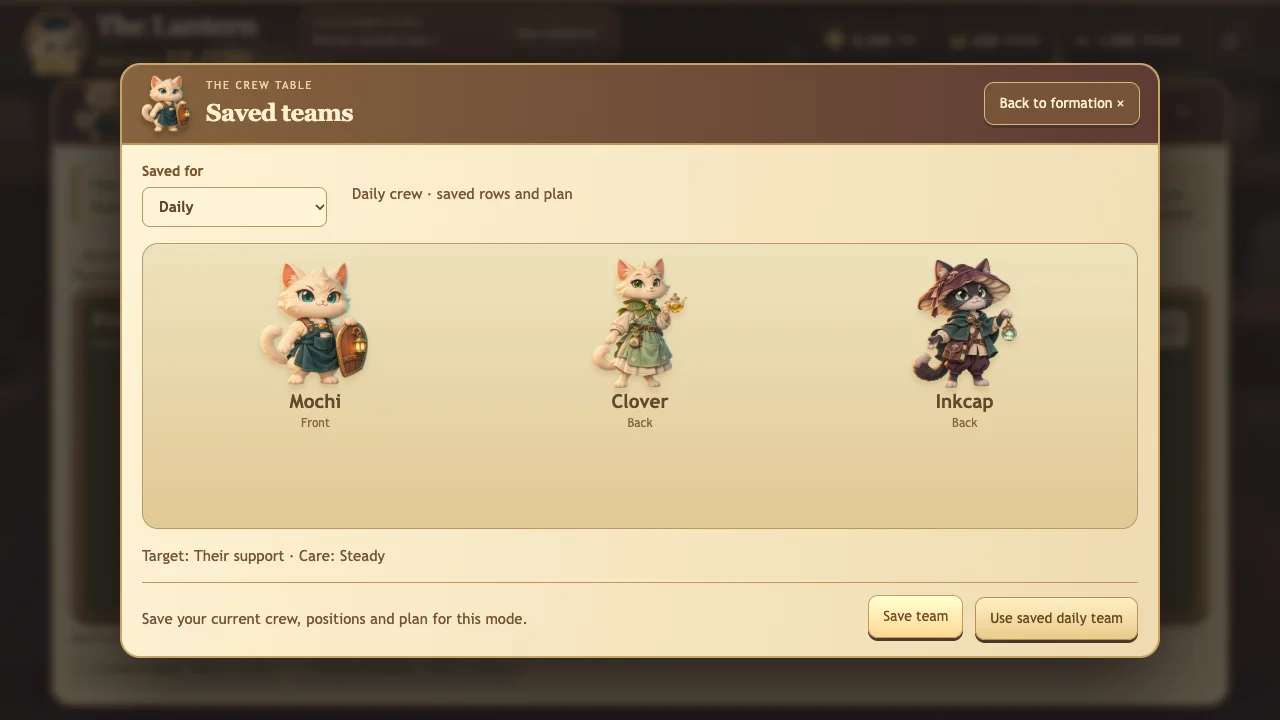 The Lantern
THE CREW TABLE
Saved teams
Back to formation ×
Saved for
Daily
Daily crew · saved rows and plan
Mochi
Front
Clover
Back
Inkcap
Back
Target: Their support · Care: Steady
Save your current crew, positions and plan for this mode.
Save team
Use saved daily team